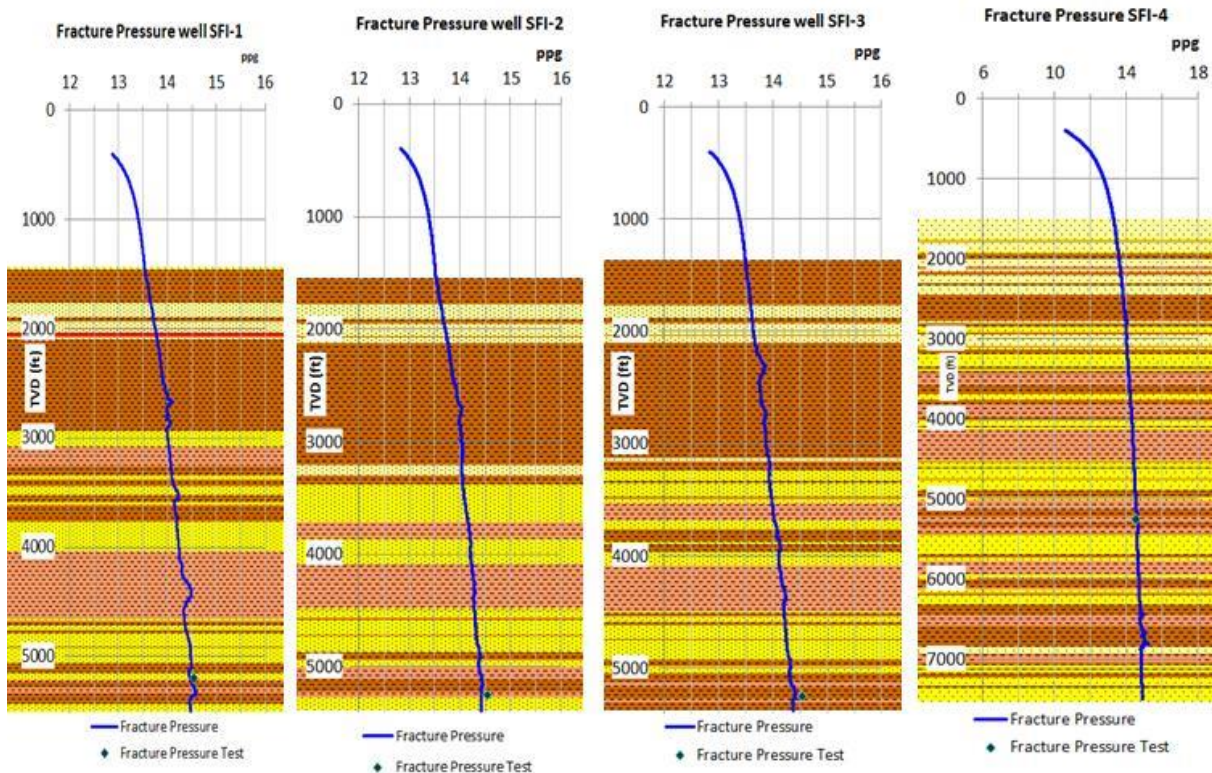 Fracture Pressure well SFI-1
ppg
12 13 14 15 16
0
1000
2000
TVD (ft)
3000
4000
5000
Fracture Pressure
Fracture Pressure Test
Fracture Pressure well SFI-2
PPg
12 13 14 15 16
0
1000
2000
TVD (ft)
3000
4000
5000
Fracture Pressure
Fracture Pressure Test
Fracture Pressure well SFI-3
ppg
12 13 14 15 16
0
1000
2000
TVD (ft)
3000
4000
5000
Fracture Pressure
Fracture Pressure Test
Fracture Pressure SFI-4
ppg
6 10 14 18
0
1000
2000
3000
TVD (ft)
4000
5000
6000
7000
Fracture Pressure
Fracture Pressure Test